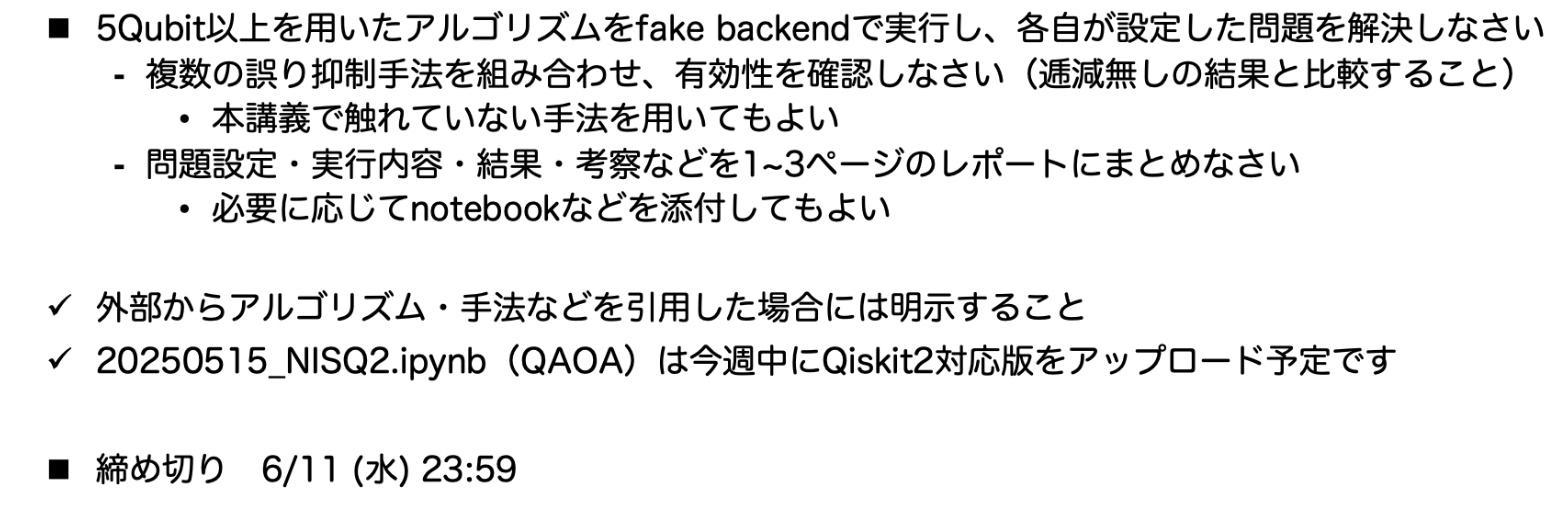 ■ 5Qubit以上を用いたアルゴリズムをfake backendで実行し、各自が設定した問題を解決しなさい
- 複数の誤り抑制手法を組み合わせ、有効性を確認しなさい（逓減無しの結果と比較すること）
• 本講義で触れていない手法を用いてもよい
- 問題設定・実行内容・結果・考察などを1~3ページのレポートにまとめなさい
• 必要に応じてnotebookなどを添付してもよい
✓ 外部からアルゴリズム・手法などを引用した場合には明示すること
✓ 20250515_NISQ2.ipynb（QAOA）は今週中にQiskit2対応版をアップロード予定です
■ 締め切り　6/11 (水) 23:59